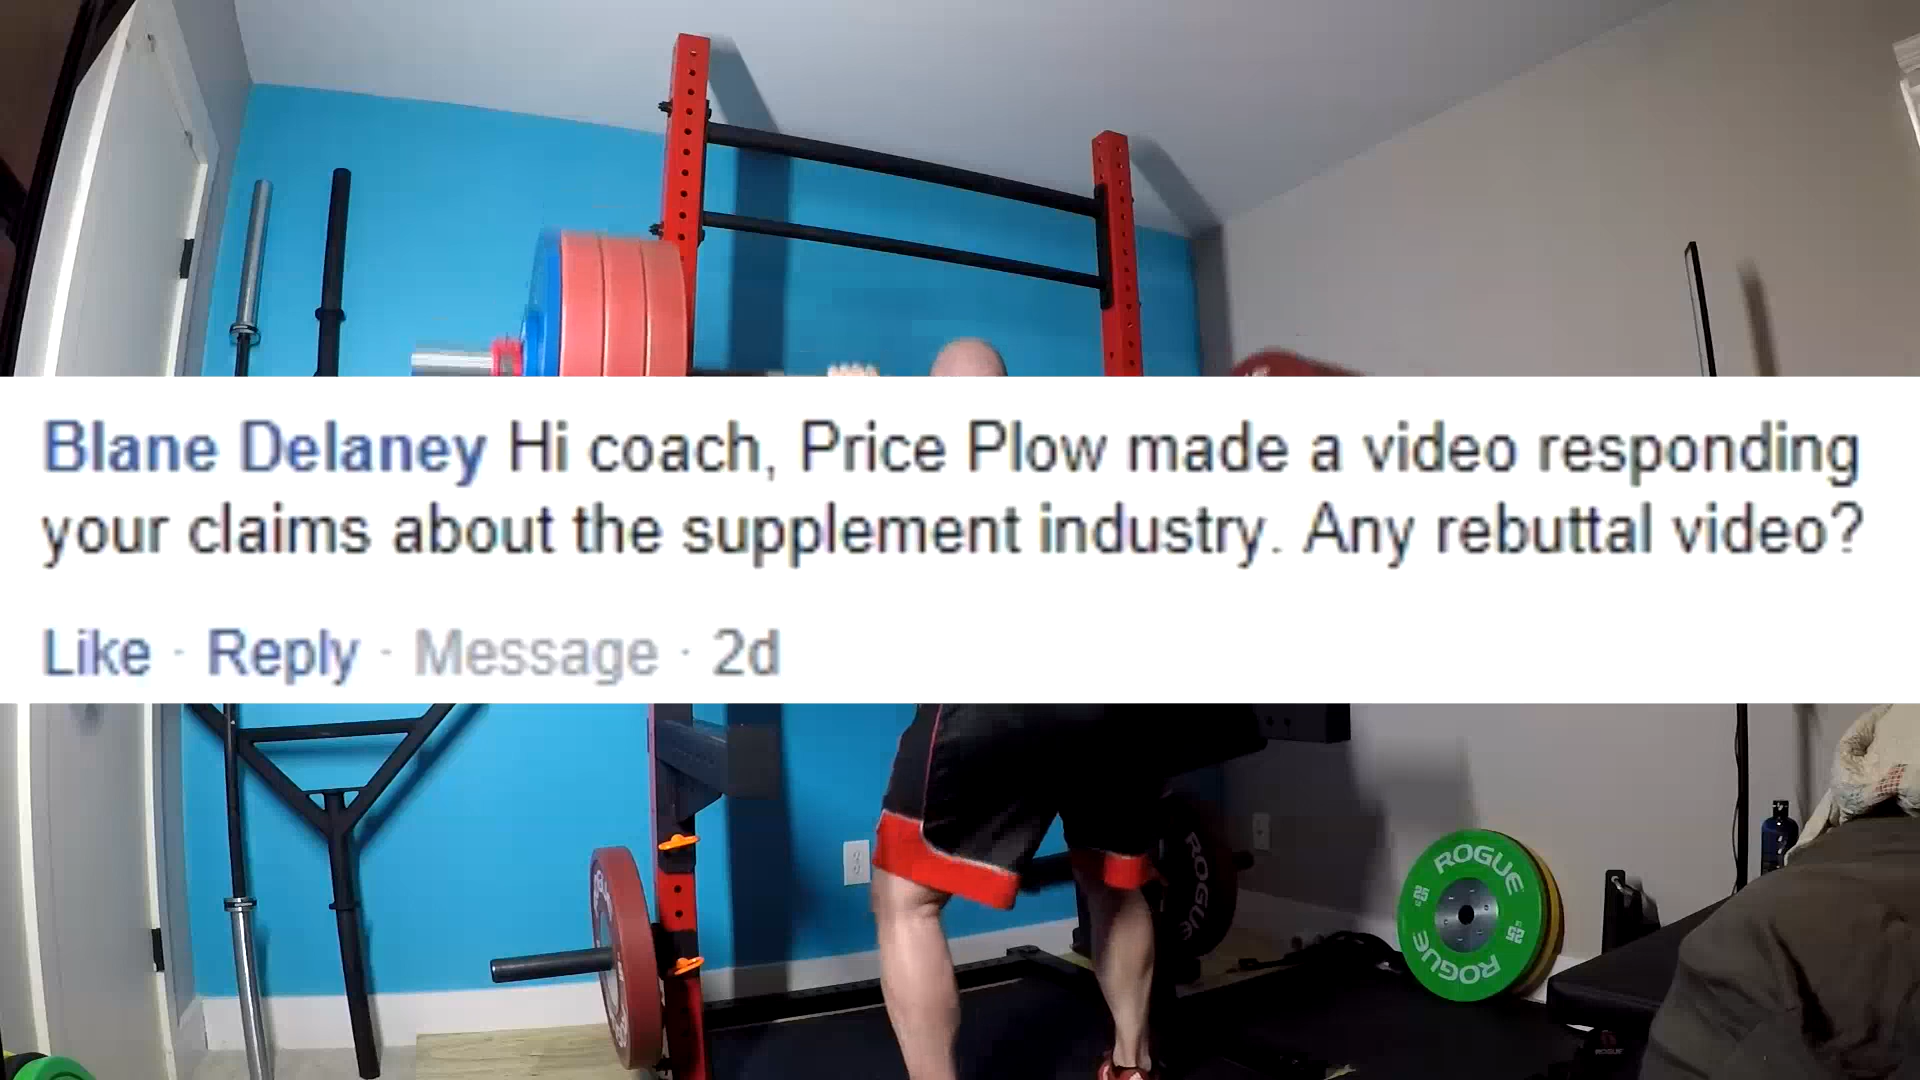 Blane Delaney Hi coach, Price Plow made a video responding
your claims about the supplement industry. Any rebuttal video?
Like · Reply · Message · 2d
ROGUE
ROGUE
25
25
ROGUE
ROGUE